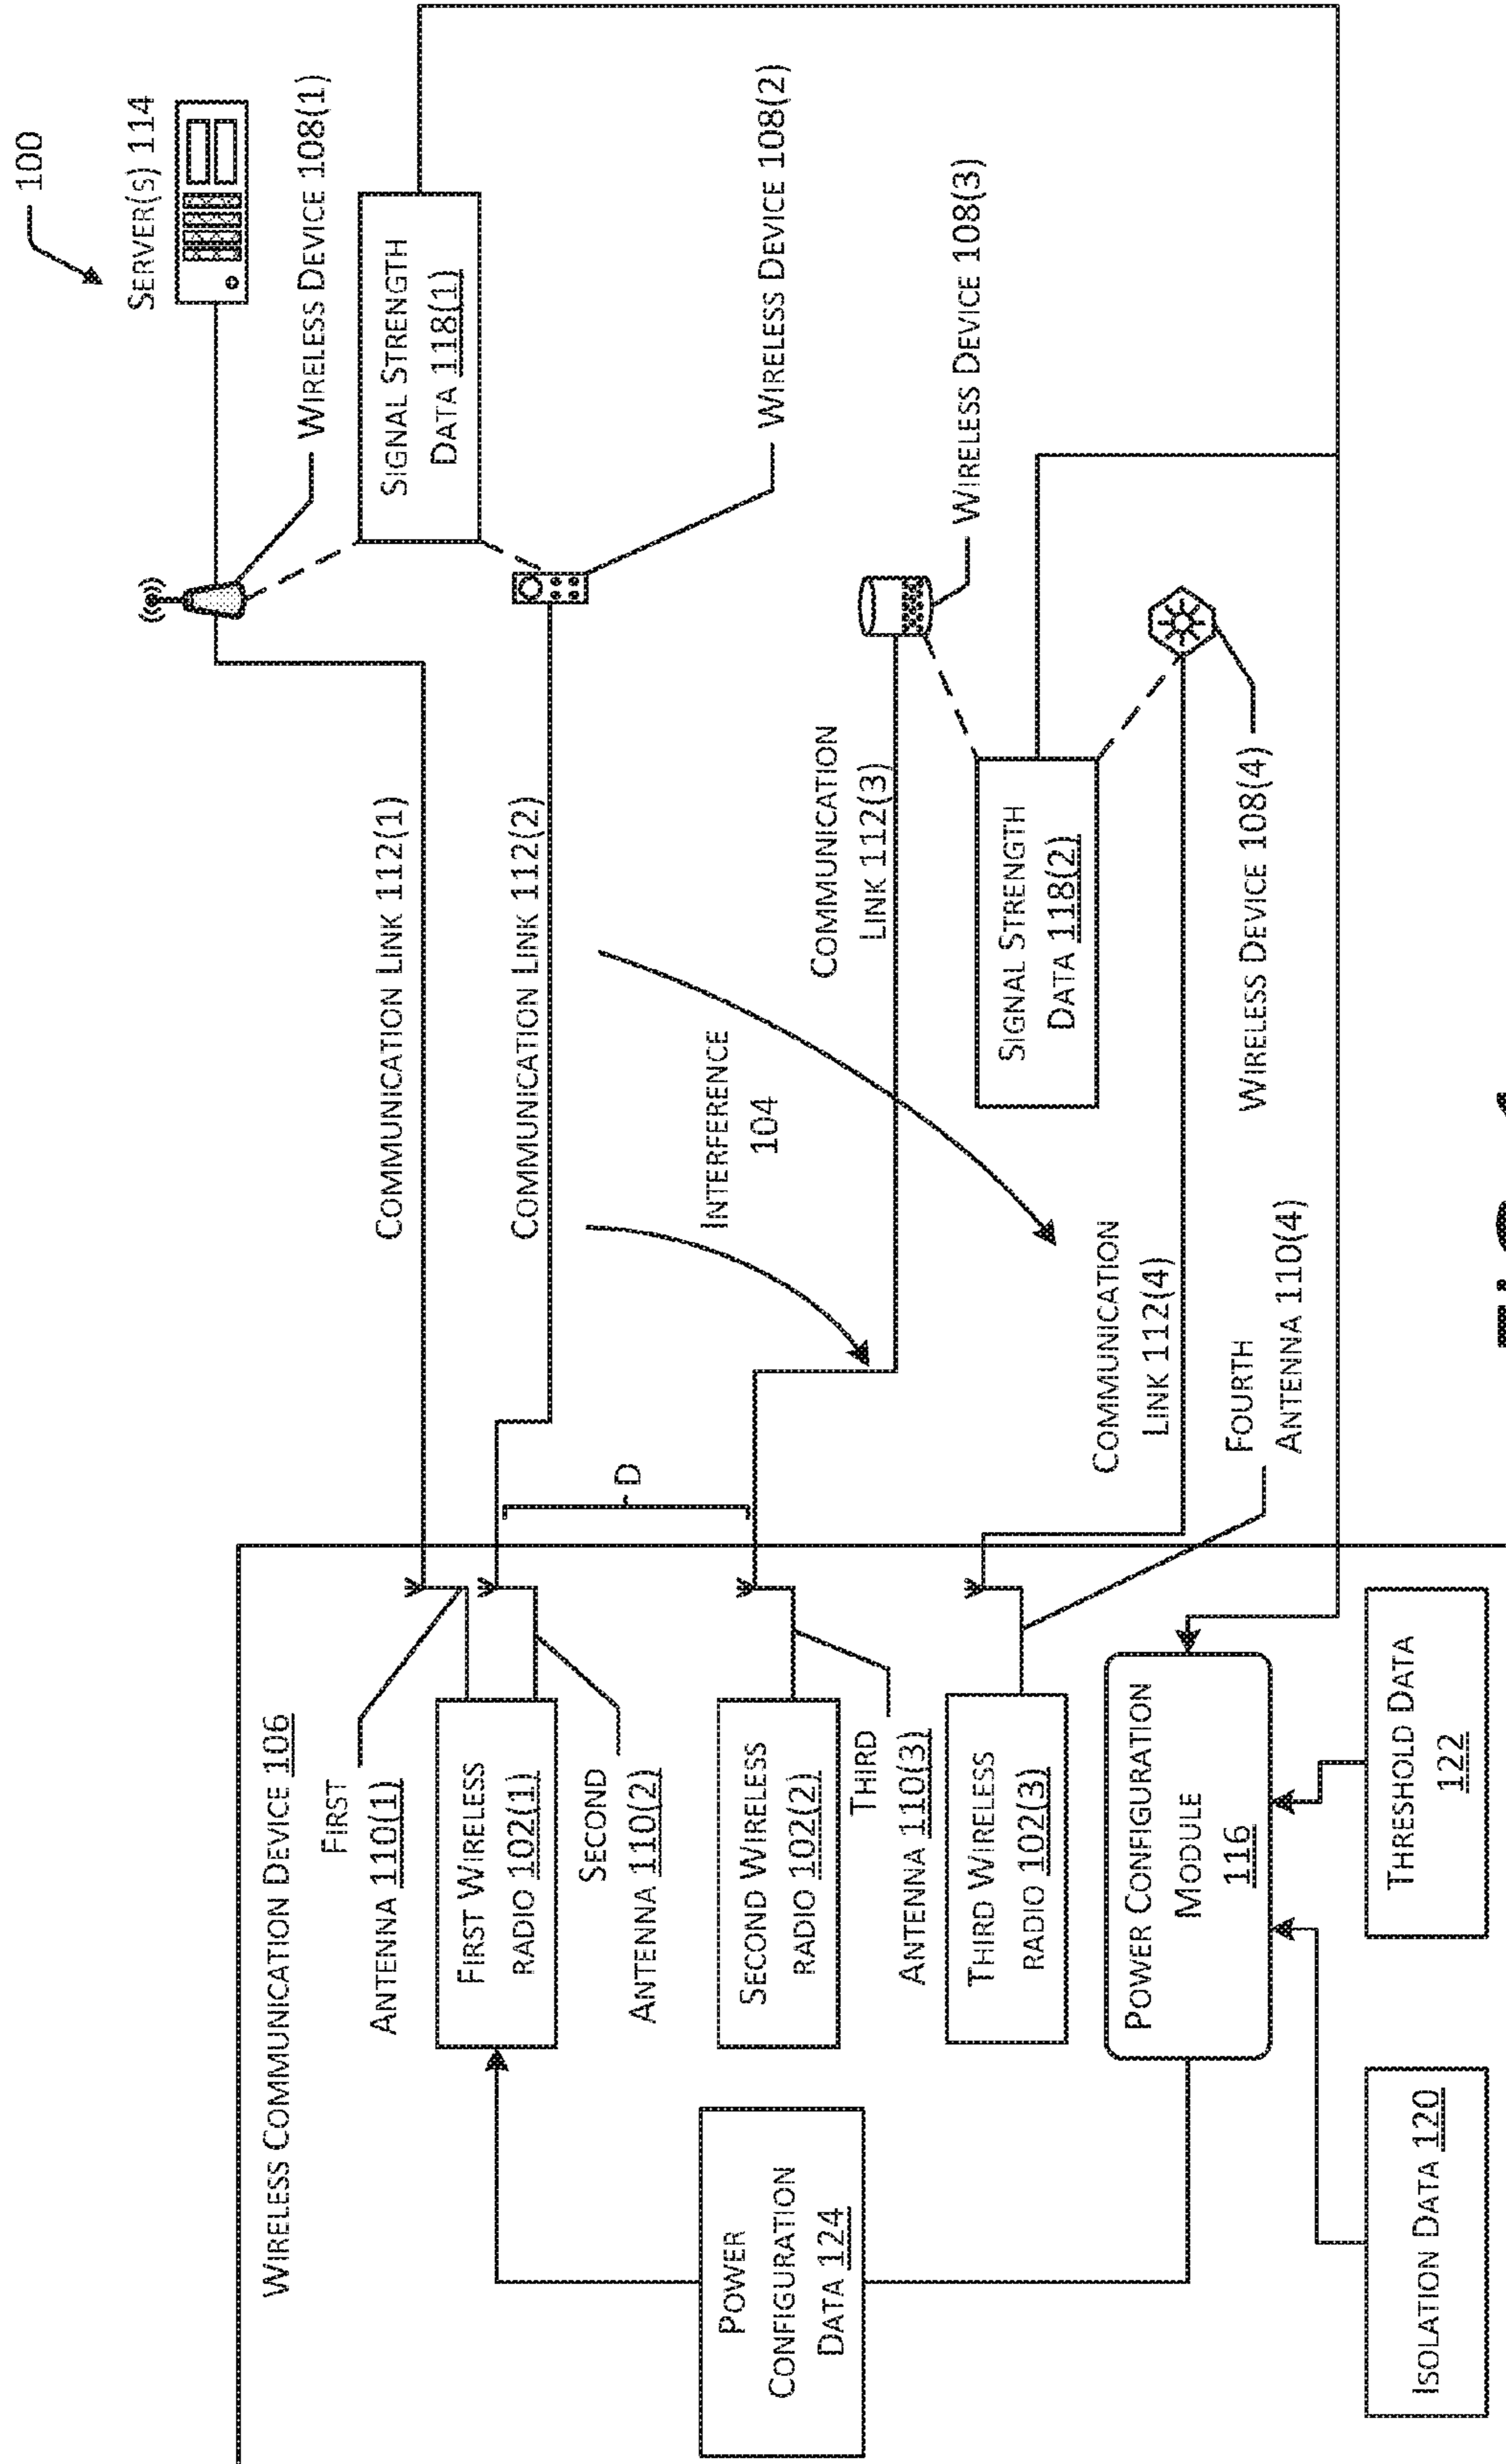 100
SERVER(S) 114
WIRELESS DEVICE 108(1)
SIGNAL STRENGTH
DATA 118(1)
WIRELESS DEVICE 108(2)
WIRELESS DEVICE 108(3)
COMMUNICATION LINK 112(1)
COMMUNICATION LINK 112(2)
INTERFERENCE
104
COMMUNICATION
LINK 112(3)
SIGNAL STRENGTH
DATA 118(2)
WIRELESS DEVICE 108(4)
COMMUNICATION
LINK 112(4)
FOURTH
ANTENNA 110(4)
D
WIRELESS COMMUNICATION DEVICE 106
FIRST
ANTENNA 110(1)
FIRST WIRELESS
RADIO 102(1)
SECOND
ANTENNA 110(2)
SECOND WIRELESS
RADIO 102(2)
THIRD
ANTENNA 110(3)
THIRD WIRELESS
RADIO 102(3)
POWER CONFIGURATION
MODULE
116
THRESHOLD DATA
122
POWER
CONFIGURATION
DATA 124
ISOLATION DATA 120